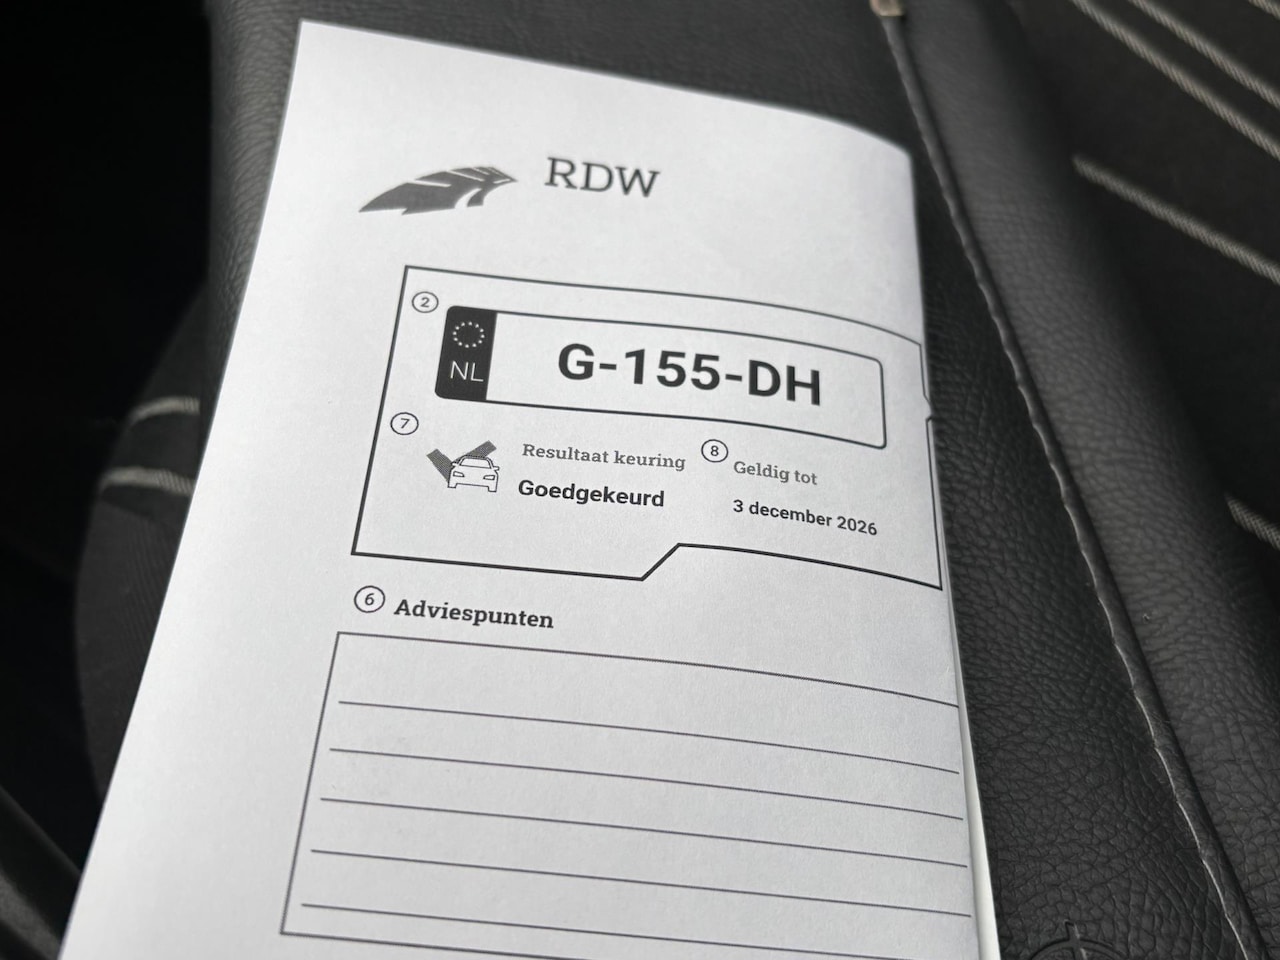 RDW
2
NL G-155-DH
7 Resultaat keuring 8 Geldig tot
Goedgekeurd 3 december 2026
6 Adviespunten